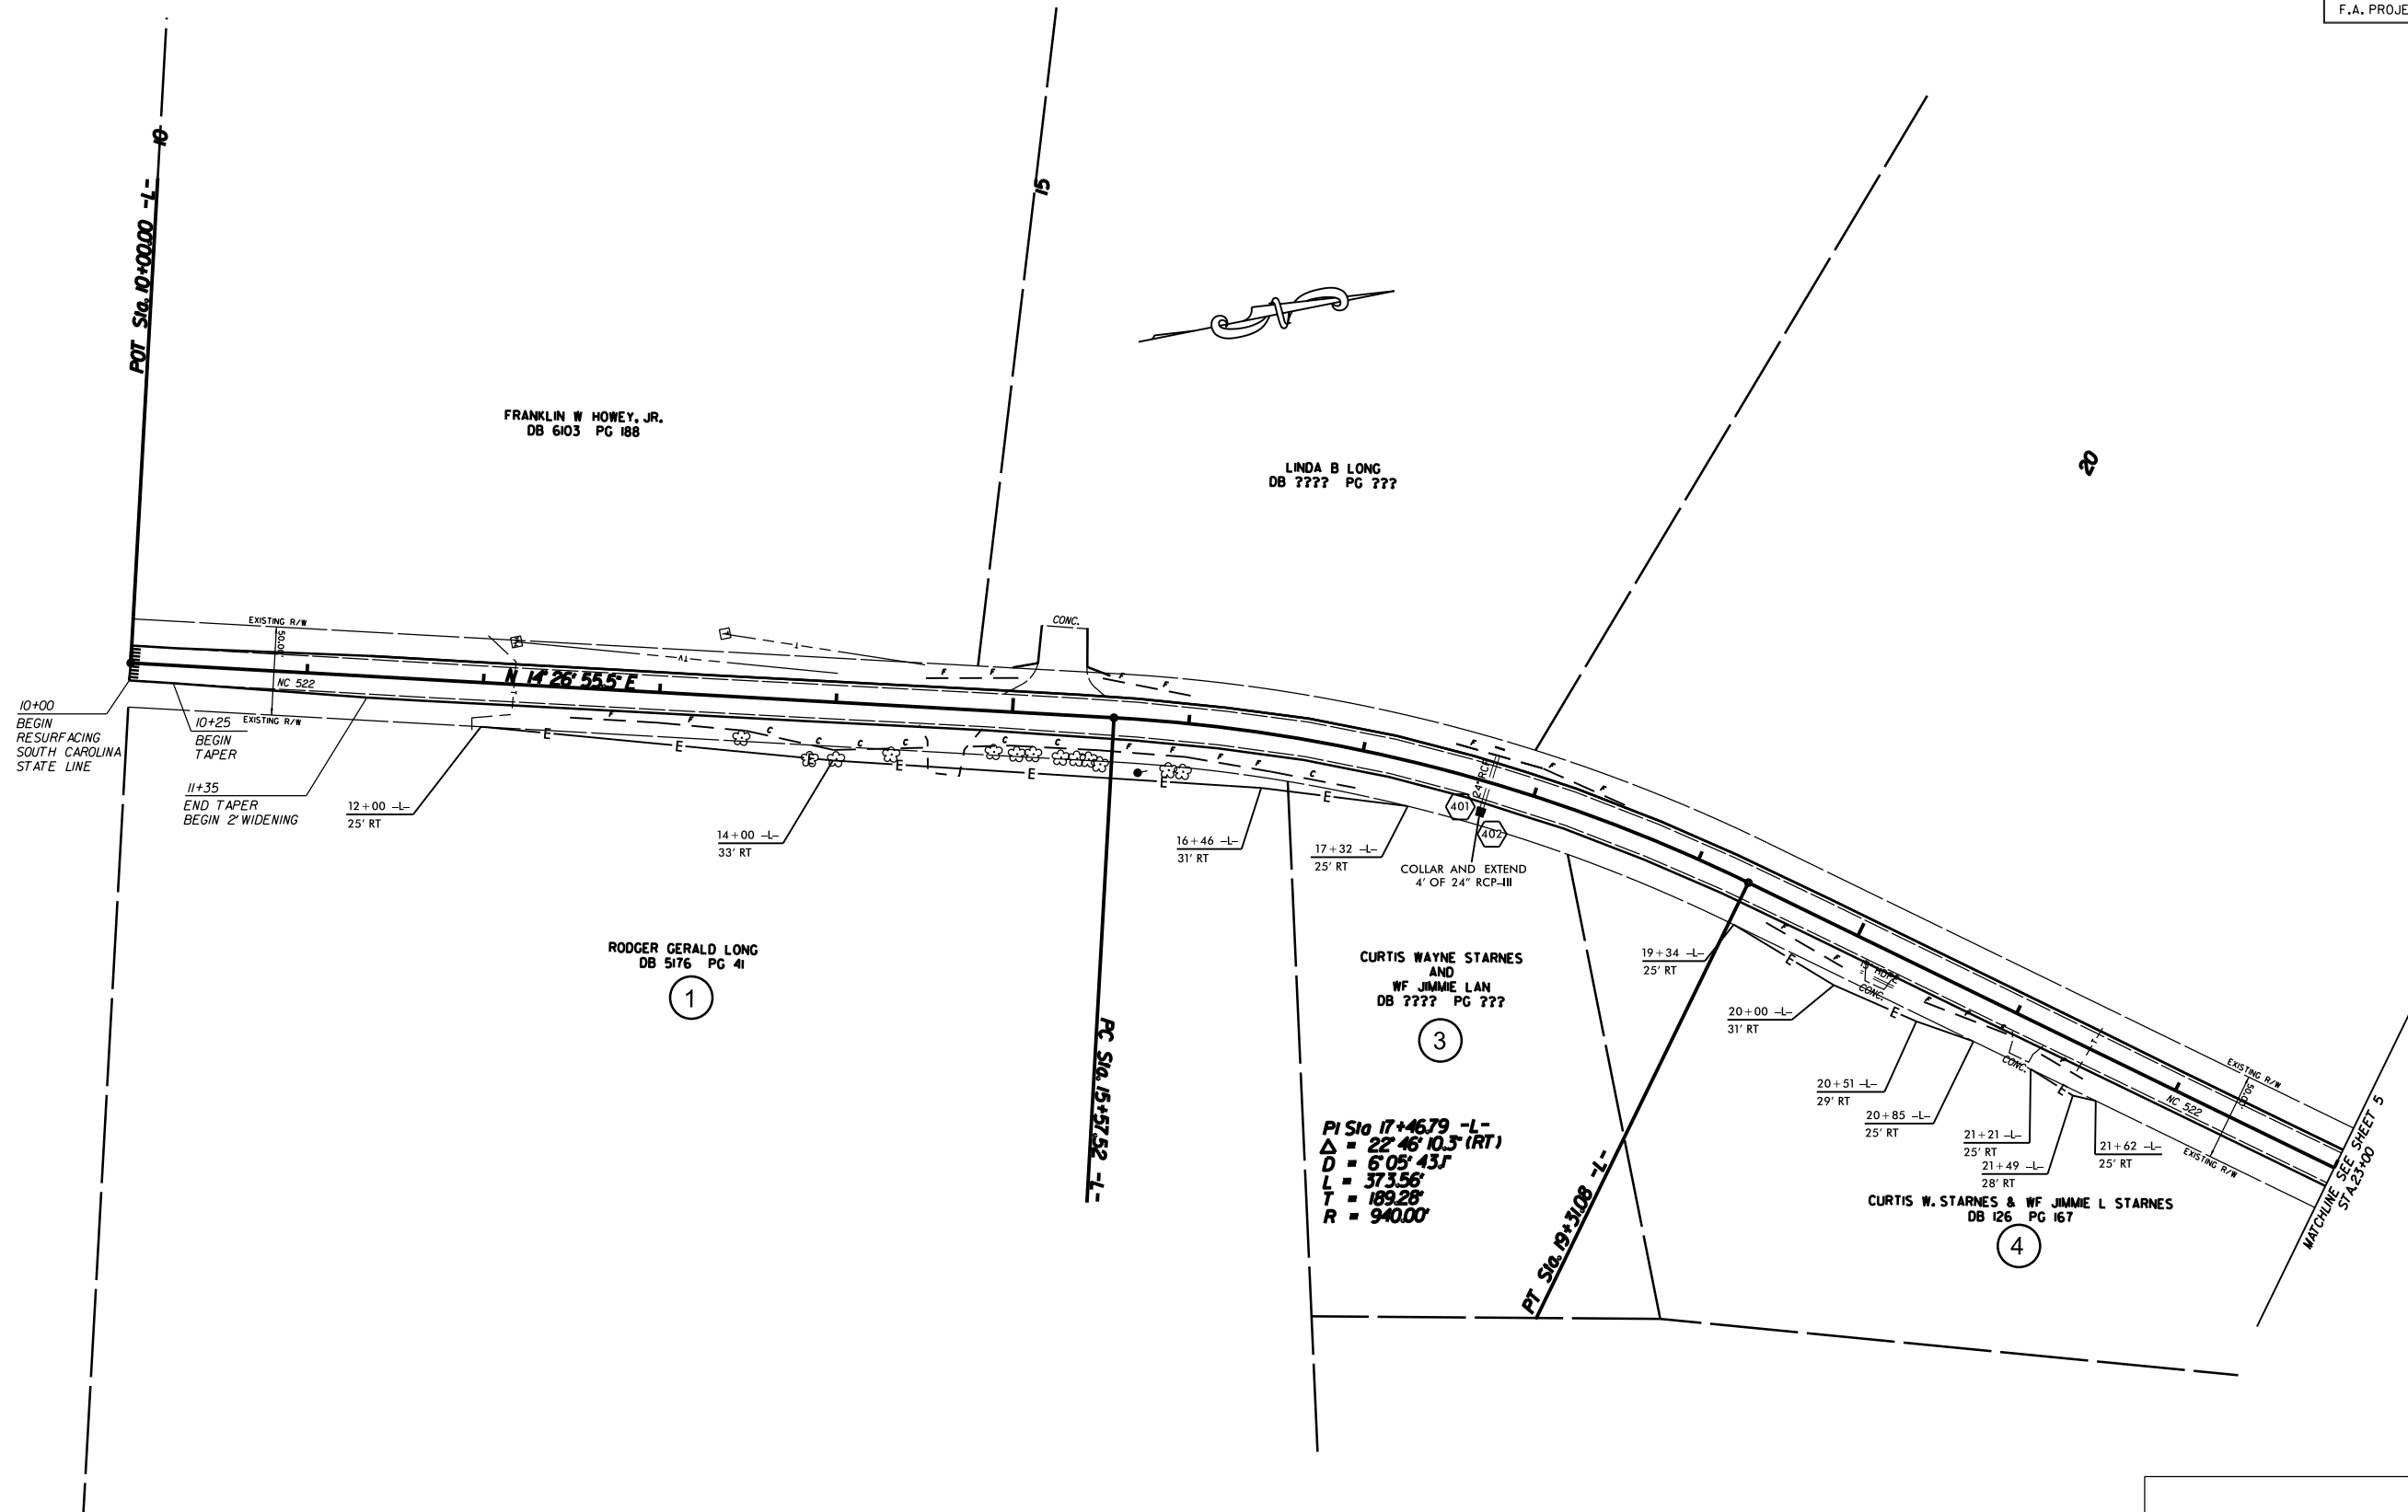 F.A. PROJE
10
POT Sta. 10+00.00 -L-
15
20
FRANKLIN W HOWEY, JR.
DB 6103 PG 188
LINDA B LONG
DB ???? PG ???
EXISTING R/W
50.00'
CONC.
NC 522
N 14° 26' 55.5" E
EXISTING R/W
10+00
BEGIN
RESURFACING
SOUTH CAROLINA
STATE LINE
10+25
BEGIN
TAPER
11+35
END TAPER
BEGIN 2' WIDENING
12+00 -L-
25' RT
14+00 -L-
33' RT
16+46 -L-
31' RT
17+32 -L-
25' RT
401
24" RCP
402
COLLAR AND EXTEND
4' OF 24" RCP-III
RODGER GERALD LONG
DB 5176 PG 41
1
PC Sta. 15+57.52 -L-
CURTIS WAYNE STARNES
AND
WF JIMMIE LAN
DB ???? PG ???
3
PI Sta 17+46.79 -L-
Δ = 22° 46' 10.3" (RT)
D = 6° 05' 43.1"
L = 373.56'
T = 189.28'
R = 940.00'
PT Sta. 19+31.08 -L-
19+34 -L-
25' RT
15" HDPE
CONC.
20+00 -L-
31' RT
20+51 -L-
29' RT
20+85 -L-
25' RT
CONC.
21+21 -L-
25' RT
21+49 -L-
28' RT
21+62 -L-
25' RT
EXISTING R/W
50.00'
NC 522
EXISTING R/W
CURTIS W. STARNES & WF JIMMIE L STARNES
DB 126 PG 167
4
MATCHLINE SEE SHEET 5
STA.23+00